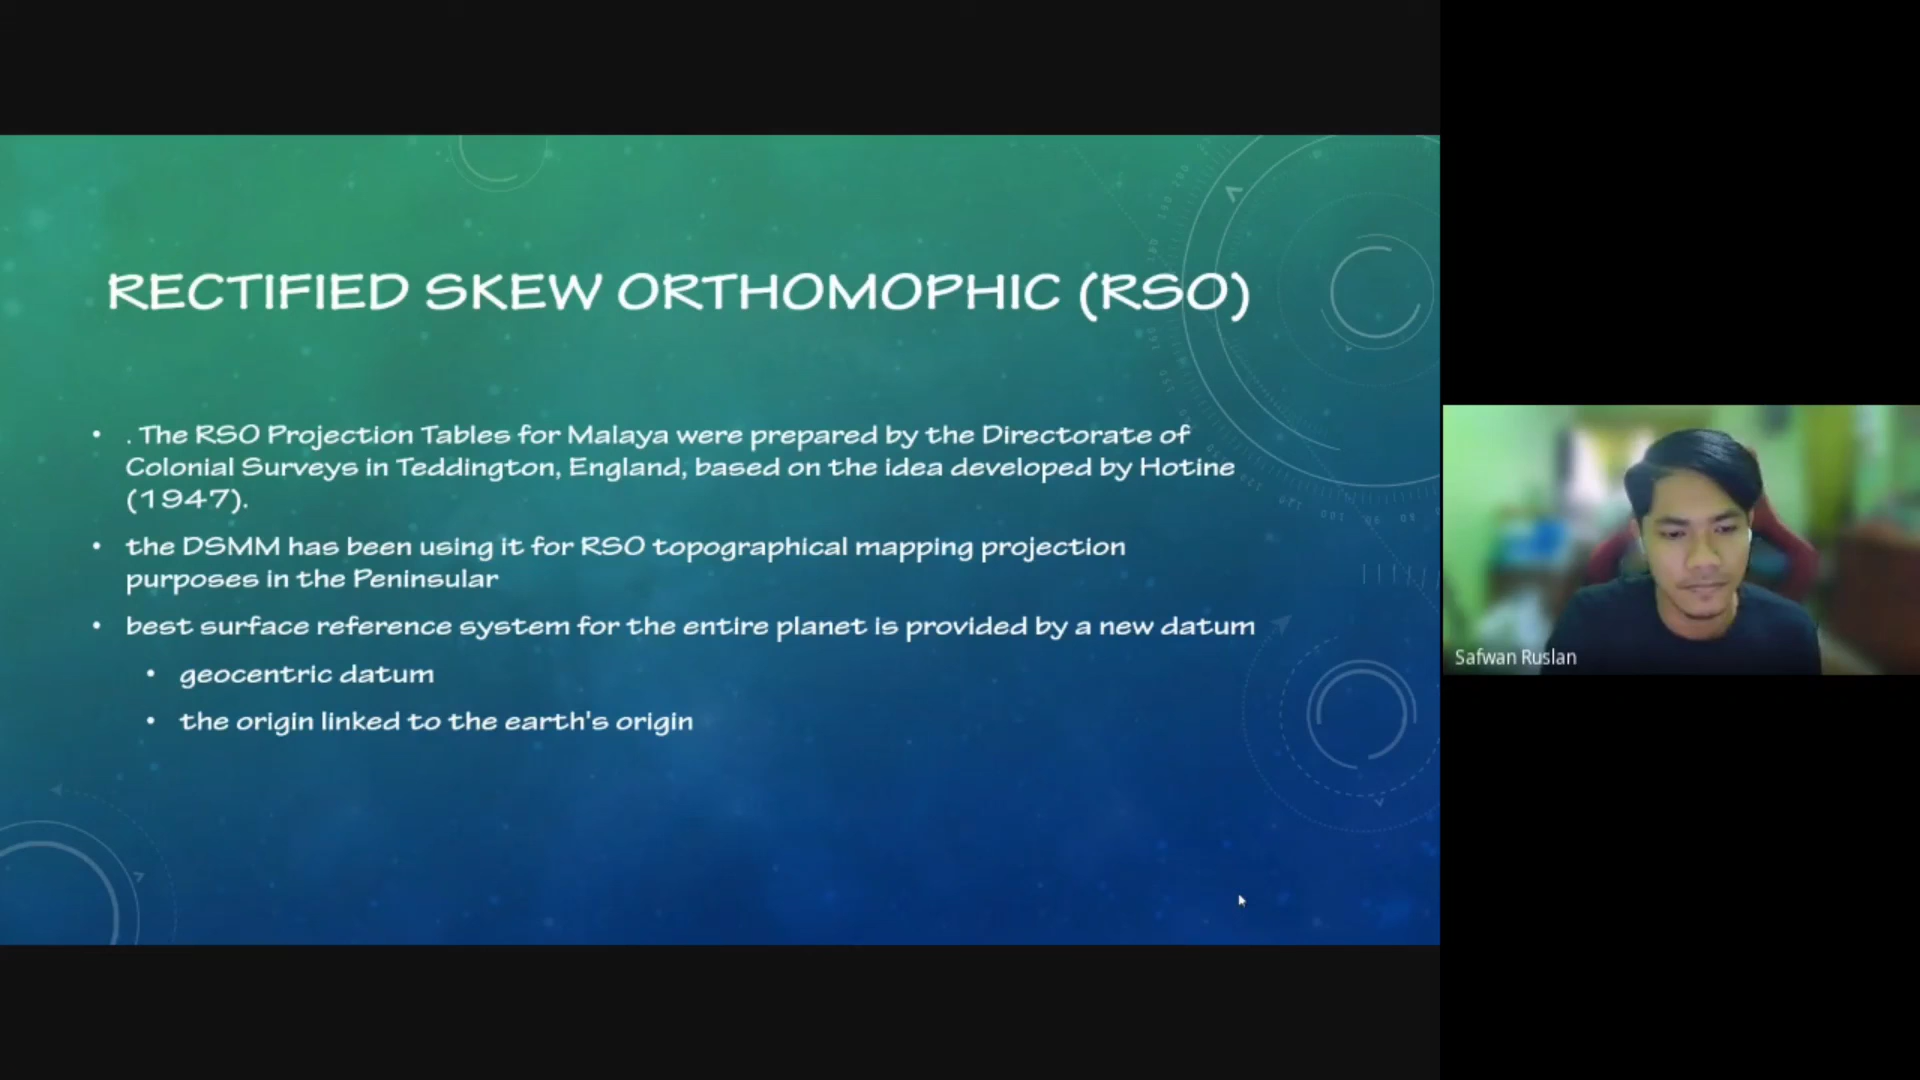 RECTIFIED SKEW ORTHOMOPHIC (RSO)
• . The RSO Projection Tables for Malaya were prepared by the Directorate of
Colonial Surveys in Teddington, England, based on the idea developed by Hotine
(1947).
• the DSMM has been using it for RSO topographical mapping projection
purposes in the Peninsular
• best surface reference system for the entire planet is provided by a new datum
• geocentric datum
• the origin linked to the earth's origin
Safwan Ruslan